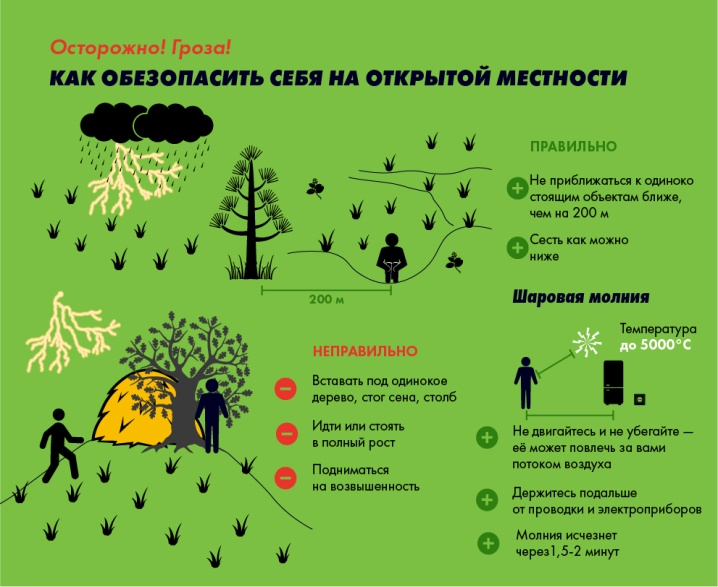 Осторожно! Гроза!
КАК ОБЕЗОПАСИТЬ СЕБЯ НА ОТКРЫТОЙ МЕСТНОСТИ
ПРАВИЛЬНО
Не приближаться к одиноко
стоящим объектам ближе,
чем на 200 м
Сесть как можно
ниже
200 м
НЕПРАВИЛЬНО
Вставать под одинокое
дерево, стог сена, столб
Идти или стоять
в полный рост
Подниматься
на возвышенность
Шаровая молния
Температура
до 5000°С
Не двигайтесь и не убегайте —
её может повлечь за вами
потоком воздуха
Держитесь подальше
от проводки и электроприборов
Молния исчезнет
через1,5-2 минут